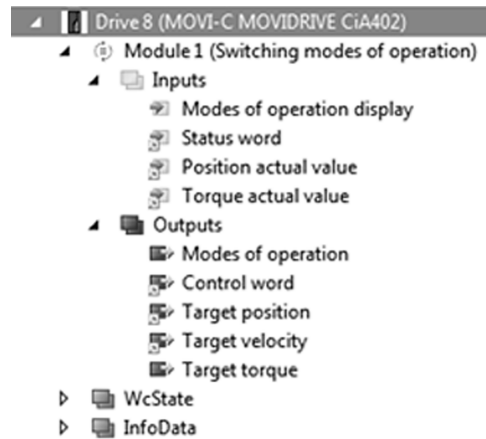 Drive 8 (MOVI-C MOVIDRIVE CiA402)
Module 1 (Switching modes of operation)
Inputs
Modes of operation display
Status word
Position actual value
Torque actual value
Outputs
Modes of operation
Control word
Target position
Target velocity
Target torque
WcState
InfoData